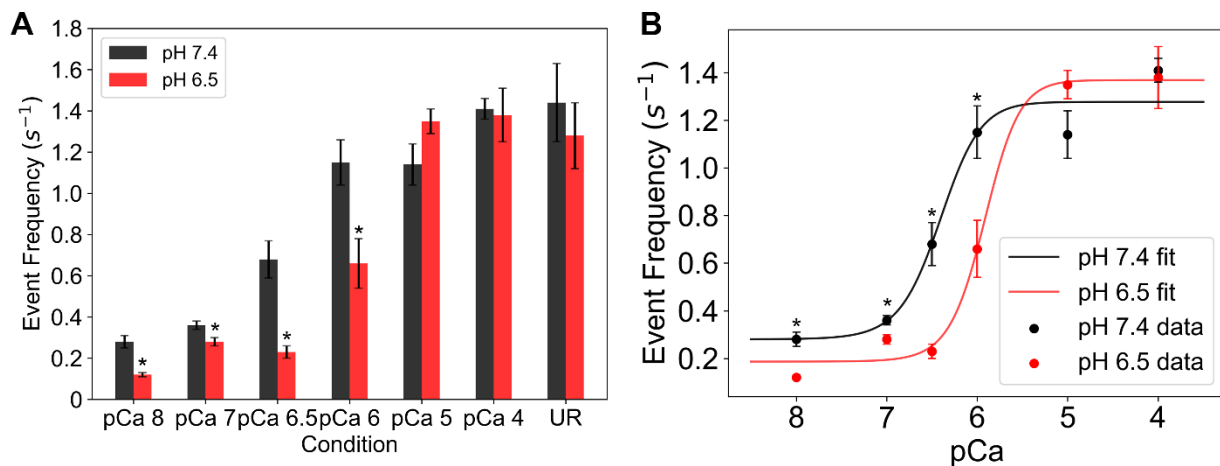 A
Event Frequency (s⁻¹)
1.8
1.6
1.4
1.2
1.0
0.8
0.6
0.4
0.2
0
pH 7.4
pH 6.5
*
*
*
*
pCa 8 pCa 7 pCa 6.5 pCa 6 pCa 5 pCa 4 UR
Condition
B
Event Frequency (s⁻¹)
1.4
1.2
1.0
0.8
0.6
0.4
0.2
*
*
*
*
pH 7.4 fit
pH 6.5 fit
pH 7.4 data
pH 6.5 data
8 7 6 5 4
pCa